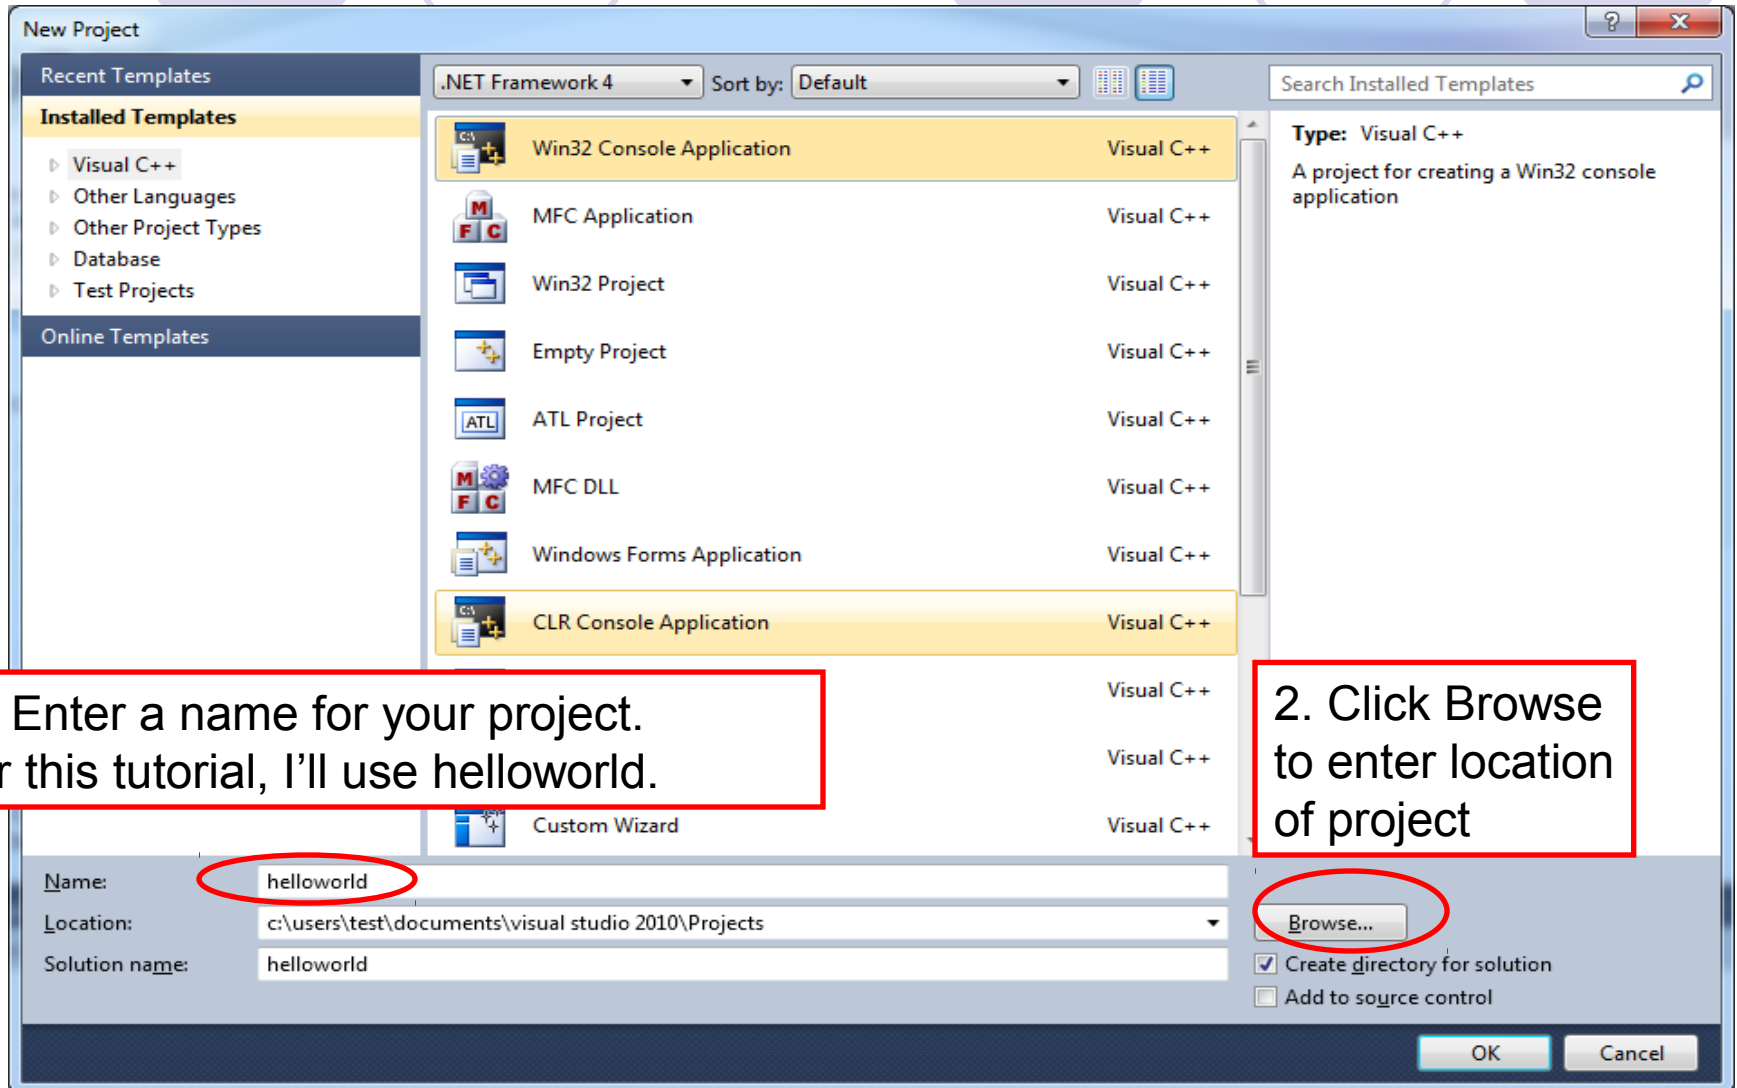 New Project
Recent Templates
Installed Templates
Visual C++
Other Languages
Other Project Types
Database
Test Projects
Online Templates
.NET Framework 4
Sort by: Default
Win32 Console Application Visual C++
MFC Application Visual C++
Win32 Project Visual C++
Empty Project Visual C++
ATL Project Visual C++
MFC DLL Visual C++
Windows Forms Application Visual C++
CLR Console Application Visual C++
Visual C++
Visual C++
Custom Wizard Visual C++
Search Installed Templates
Type: Visual C++
A project for creating a Win32 console
application
Enter a name for your project.
r this tutorial, I'll use helloworld.
2. Click Browse
to enter location
of project
Name: helloworld
Location: c:\users\test\documents\visual studio 2010\Projects
Browse...
Solution name: helloworld
Create directory for solution
Add to source control
OK Cancel